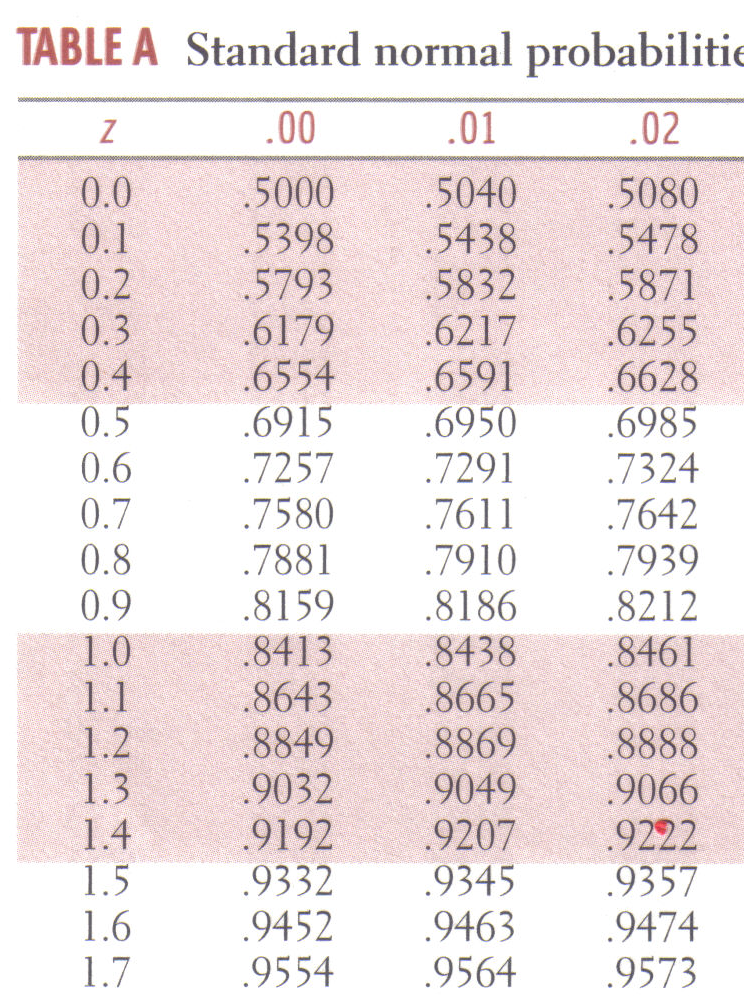 TABLE A Standard normal probabilitie
z .00 .01 .02
0.0 .5000 .5040 .5080
0.1 .5398 .5438 .5478
0.2 .5793 .5832 .5871
0.3 .6179 .6217 .6255
0.4 .6554 .6591 .6628
0.5 .6915 .6950 .6985
0.6 .7257 .7291 .7324
0.7 .7580 .7611 .7642
0.8 .7881 .7910 .7939
0.9 .8159 .8186 .8212
1.0 .8413 .8438 .8461
1.1 .8643 .8665 .8686
1.2 .8849 .8869 .8888
1.3 .9032 .9049 .9066
1.4 .9192 .9207 .9222
1.5 .9332 .9345 .9357
1.6 .9452 .9463 .9474
1.7 .9554 .9564 .9573